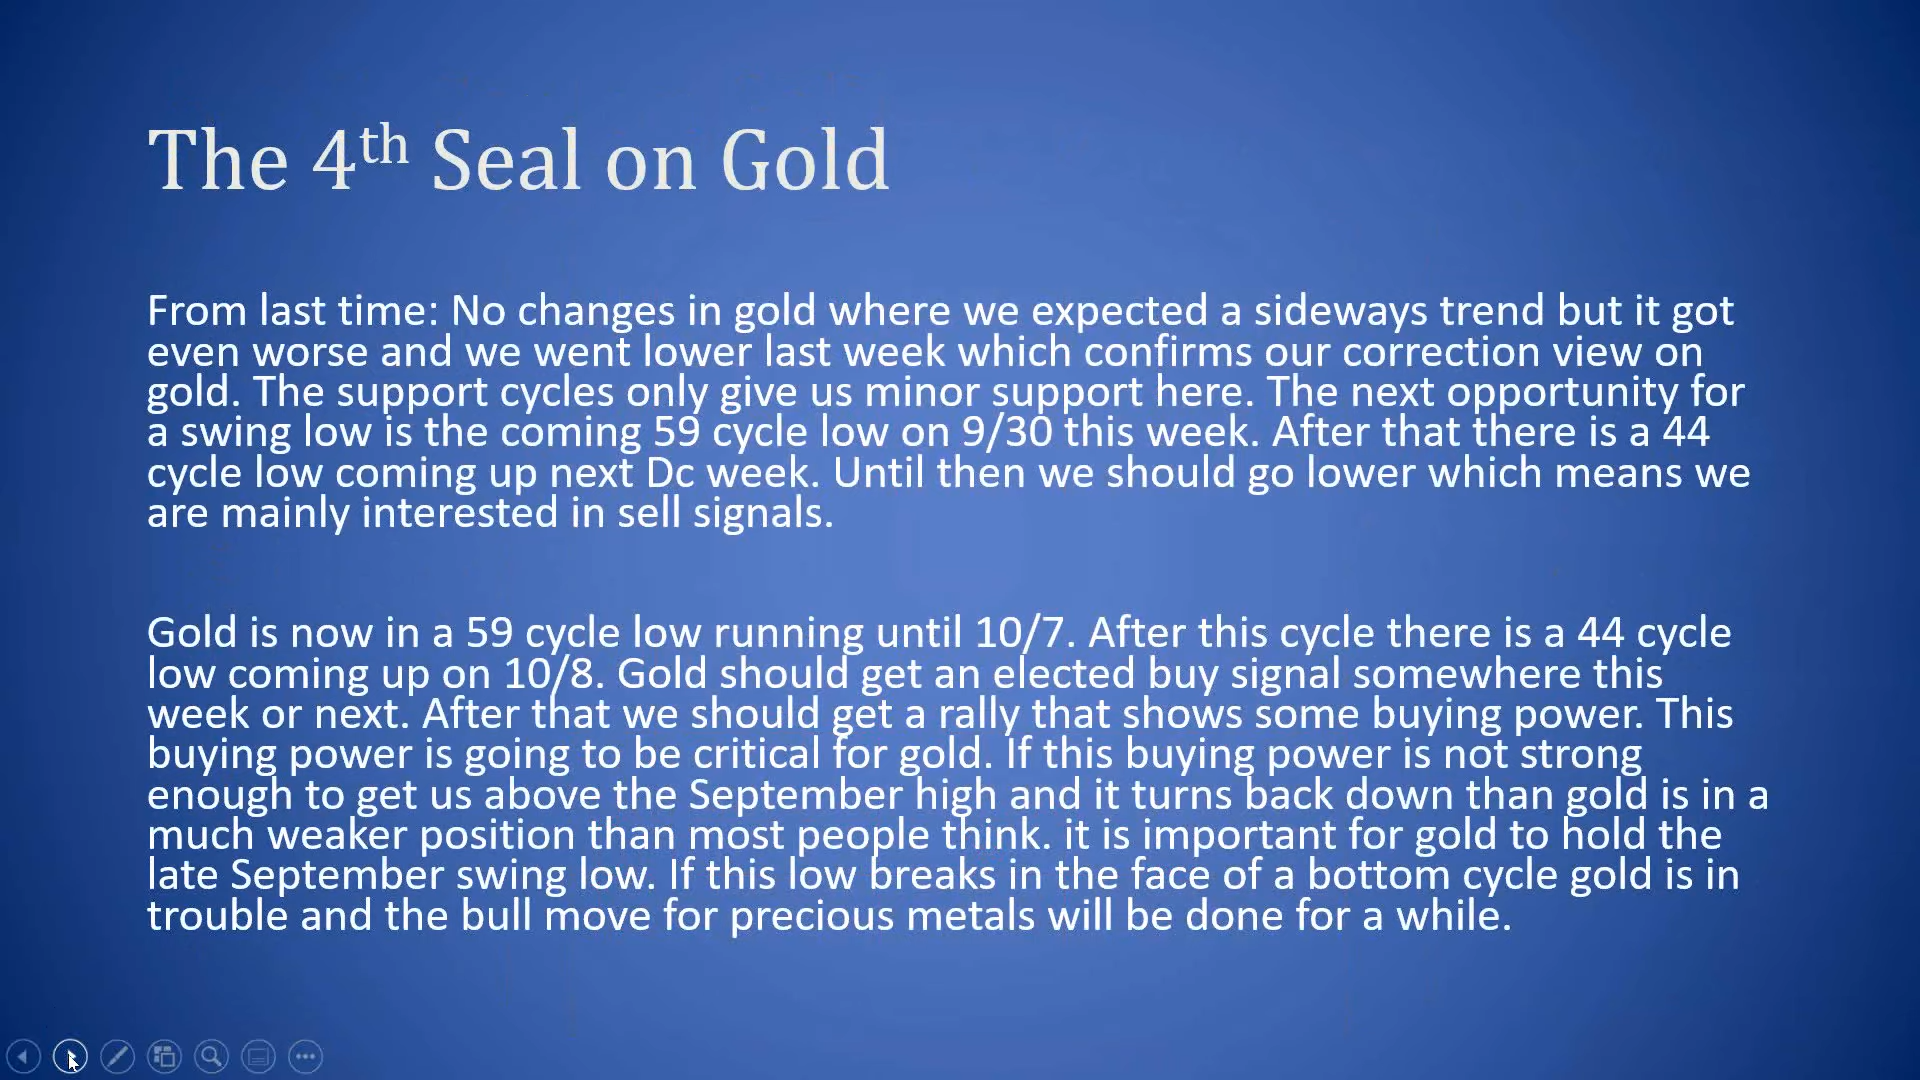 The 4th Seal on Gold
From last time: No changes in gold where we expected a sideways trend but it got
even worse and we went lower last week which confirms our correction view on
gold. The support cycles only give us minor support here. The next opportunity for
a swing low is the coming 59 cycle low on 9/30 this week. After that there is a 44
cycle low coming up next Dc week. Until then we should go lower which means we
are mainly interested in sell signals.
Gold is now in a 59 cycle low running until 10/7. After this cycle there is a 44 cycle
low coming up on 10/8. Gold should get an elected buy signal somewhere this
week or next. After that we should get a rally that shows some buying power. This
buying power is going to be critical for gold. If this buying power is not strong
enough to get us above the September high and it turns back down than gold is in a
much weaker position than most people think. it is important for gold to hold the
late September swing low. If this low breaks in the face of a bottom cycle gold is in
trouble and the bull move for precious metals will be done for a while.